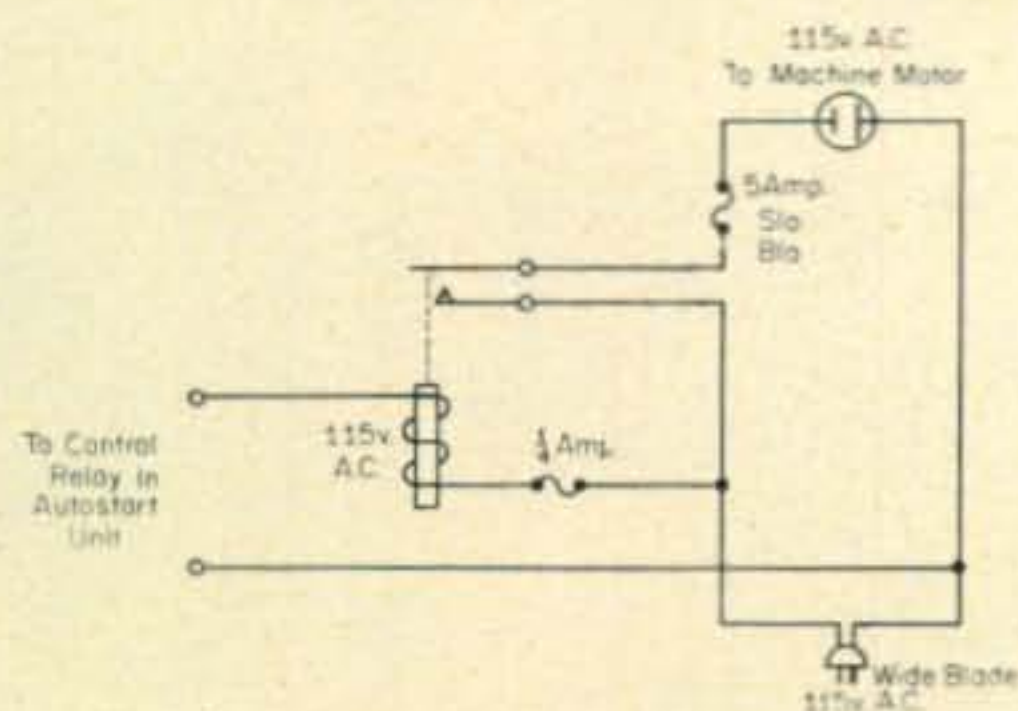 115v A.C.
To Machine Motor
5Amp.
Slo
Blo
115v.
A.C.
1/4 Amp.
To Control
Relay in
Autostart
Unit
Wide Blade
115v A.C.